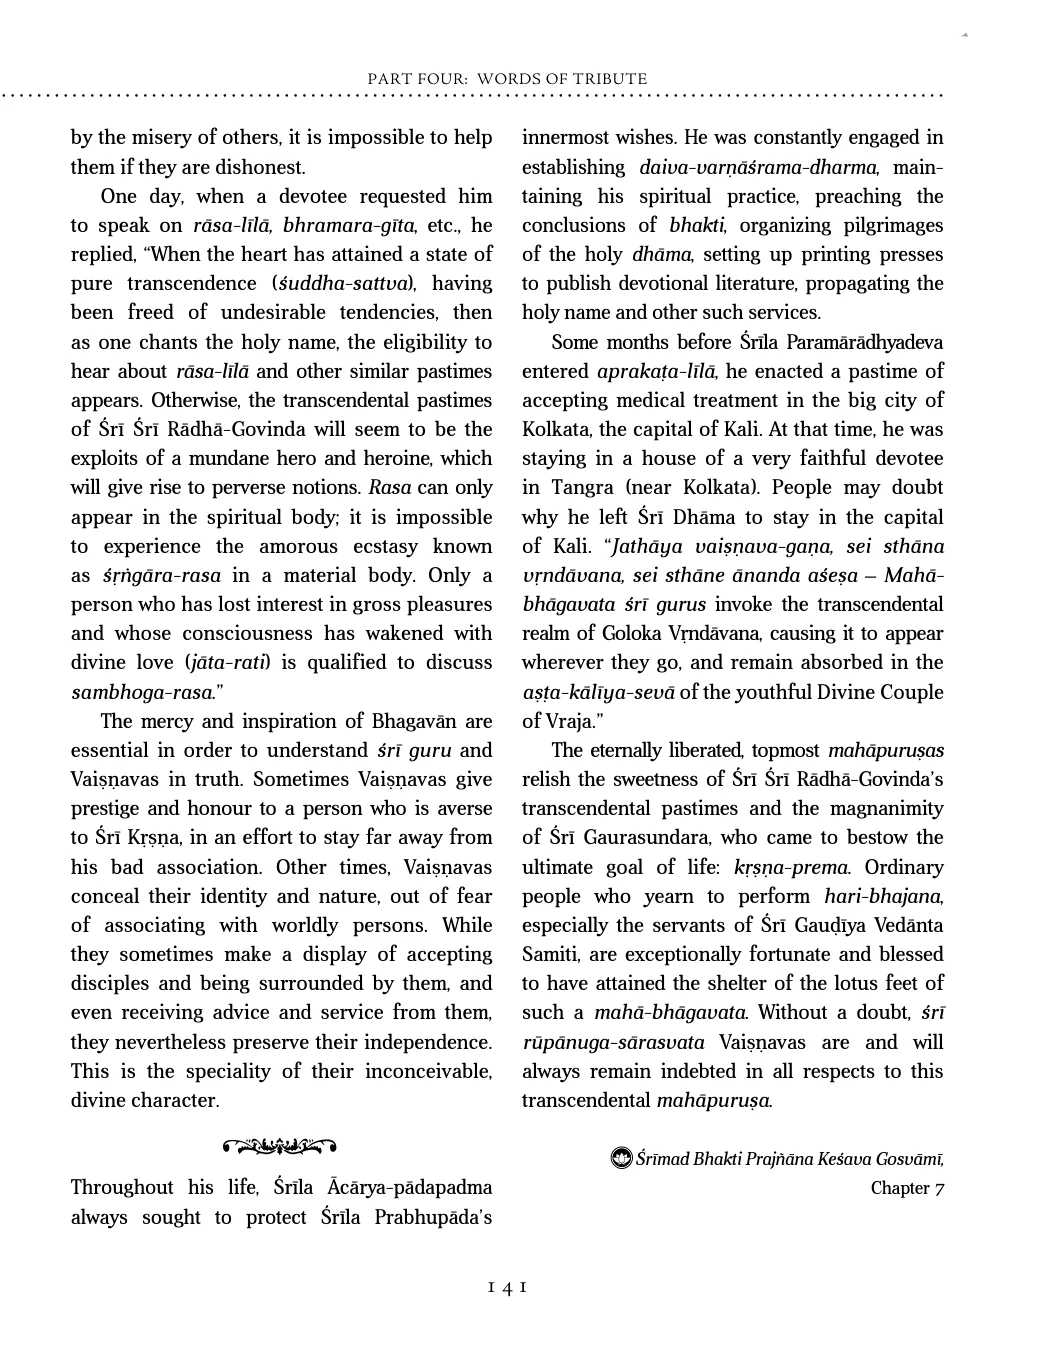 PART FOUR: WORDS OF TRIBUTE
by the misery of others, it is impossible to help
them if they are dishonest.
One day, when a devotee requested him
to speak on rāsa-līlā, bhramara-gīta, etc., he
replied, “When the heart has attained a state of
pure transcendence (śuddha-sattva), having
been freed of undesirable tendencies, then
as one chants the holy name, the eligibility to
hear about rāsa-līlā and other similar pastimes
appears. Otherwise, the transcendental pastimes
of Śrī Śrī Rādhā-Govinda will seem to be the
exploits of a mundane hero and heroine, which
will give rise to perverse notions. Rasa can only
appear in the spiritual body; it is impossible
to experience the amorous ecstasy known
as śṛṅgāra-rasa in a material body. Only a
person who has lost interest in gross pleasures
and whose consciousness has wakened with
divine love (jāta-rati) is qualified to discuss
sambhoga-rasa.”
The mercy and inspiration of Bhagavān are
essential in order to understand śrī guru and
Vaiṣṇavas in truth. Sometimes Vaiṣṇavas give
prestige and honour to a person who is averse
to Śrī Kṛṣṇa, in an effort to stay far away from
his bad association. Other times, Vaiṣṇavas
conceal their identity and nature, out of fear
of associating with worldly persons. While
they sometimes make a display of accepting
disciples and being surrounded by them, and
even receiving advice and service from them,
they nevertheless preserve their independence.
This is the speciality of their inconceivable,
divine character.
Throughout his life, Śrīla Ācārya-pādapadma
always sought to protect Śrīla Prabhupāda’s
innermost wishes. He was constantly engaged in
establishing daiva-varṇāśrama-dharma, main-
taining his spiritual practice, preaching the
conclusions of bhakti, organizing pilgrimages
of the holy dhāma, setting up printing presses
to publish devotional literature, propagating the
holy name and other such services.
Some months before Śrīla Paramārādhyadeva
entered aprakaṭa-līlā, he enacted a pastime of
accepting medical treatment in the big city of
Kolkata, the capital of Kali. At that time, he was
staying in a house of a very faithful devotee
in Tangra (near Kolkata). People may doubt
why he left Śrī Dhāma to stay in the capital
of Kali. “Jathāya vaiṣṇava-gaṇa, sei sthāna
vṛndāvana, sei sthāne ānanda aśeṣa – Mahā-
bhāgavata śrī gurus invoke the transcendental
realm of Goloka Vṛndāvana, causing it to appear
wherever they go, and remain absorbed in the
aṣṭa-kālīya-sevā of the youthful Divine Couple
of Vraja.”
The eternally liberated, topmost mahāpuruṣas
relish the sweetness of Śrī Śrī Rādhā-Govinda’s
transcendental pastimes and the magnanimity
of Śrī Gaurasundara, who came to bestow the
ultimate goal of life: kṛṣṇa-prema. Ordinary
people who yearn to perform hari-bhajana,
especially the servants of Śrī Gauḍīya Vedānta
Samiti, are exceptionally fortunate and blessed
to have attained the shelter of the lotus feet of
such a mahā-bhāgavata. Without a doubt, śrī
rūpānuga-sārasvata Vaiṣṇavas are and will
always remain indebted in all respects to this
transcendental mahāpuruṣa.
Śrīmad Bhakti Prajñāna Keśava Gosvāmī,
Chapter 7
141